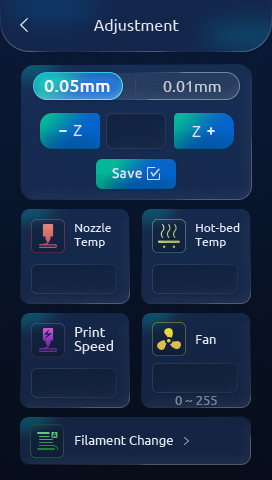 Adjustment
0.05mm 0.01mm
− Z Z +
Save
Nozzle
Temp
Hot-bed
Temp
Print
Speed
Fan
0 ~ 255
Filament Change >